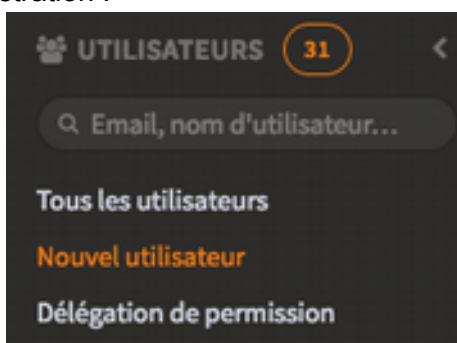 UTILISATEURS 31
Email, nom d'utilisateur...
Tous les utilisateurs
Nouvel utilisateur
Délégation de permission